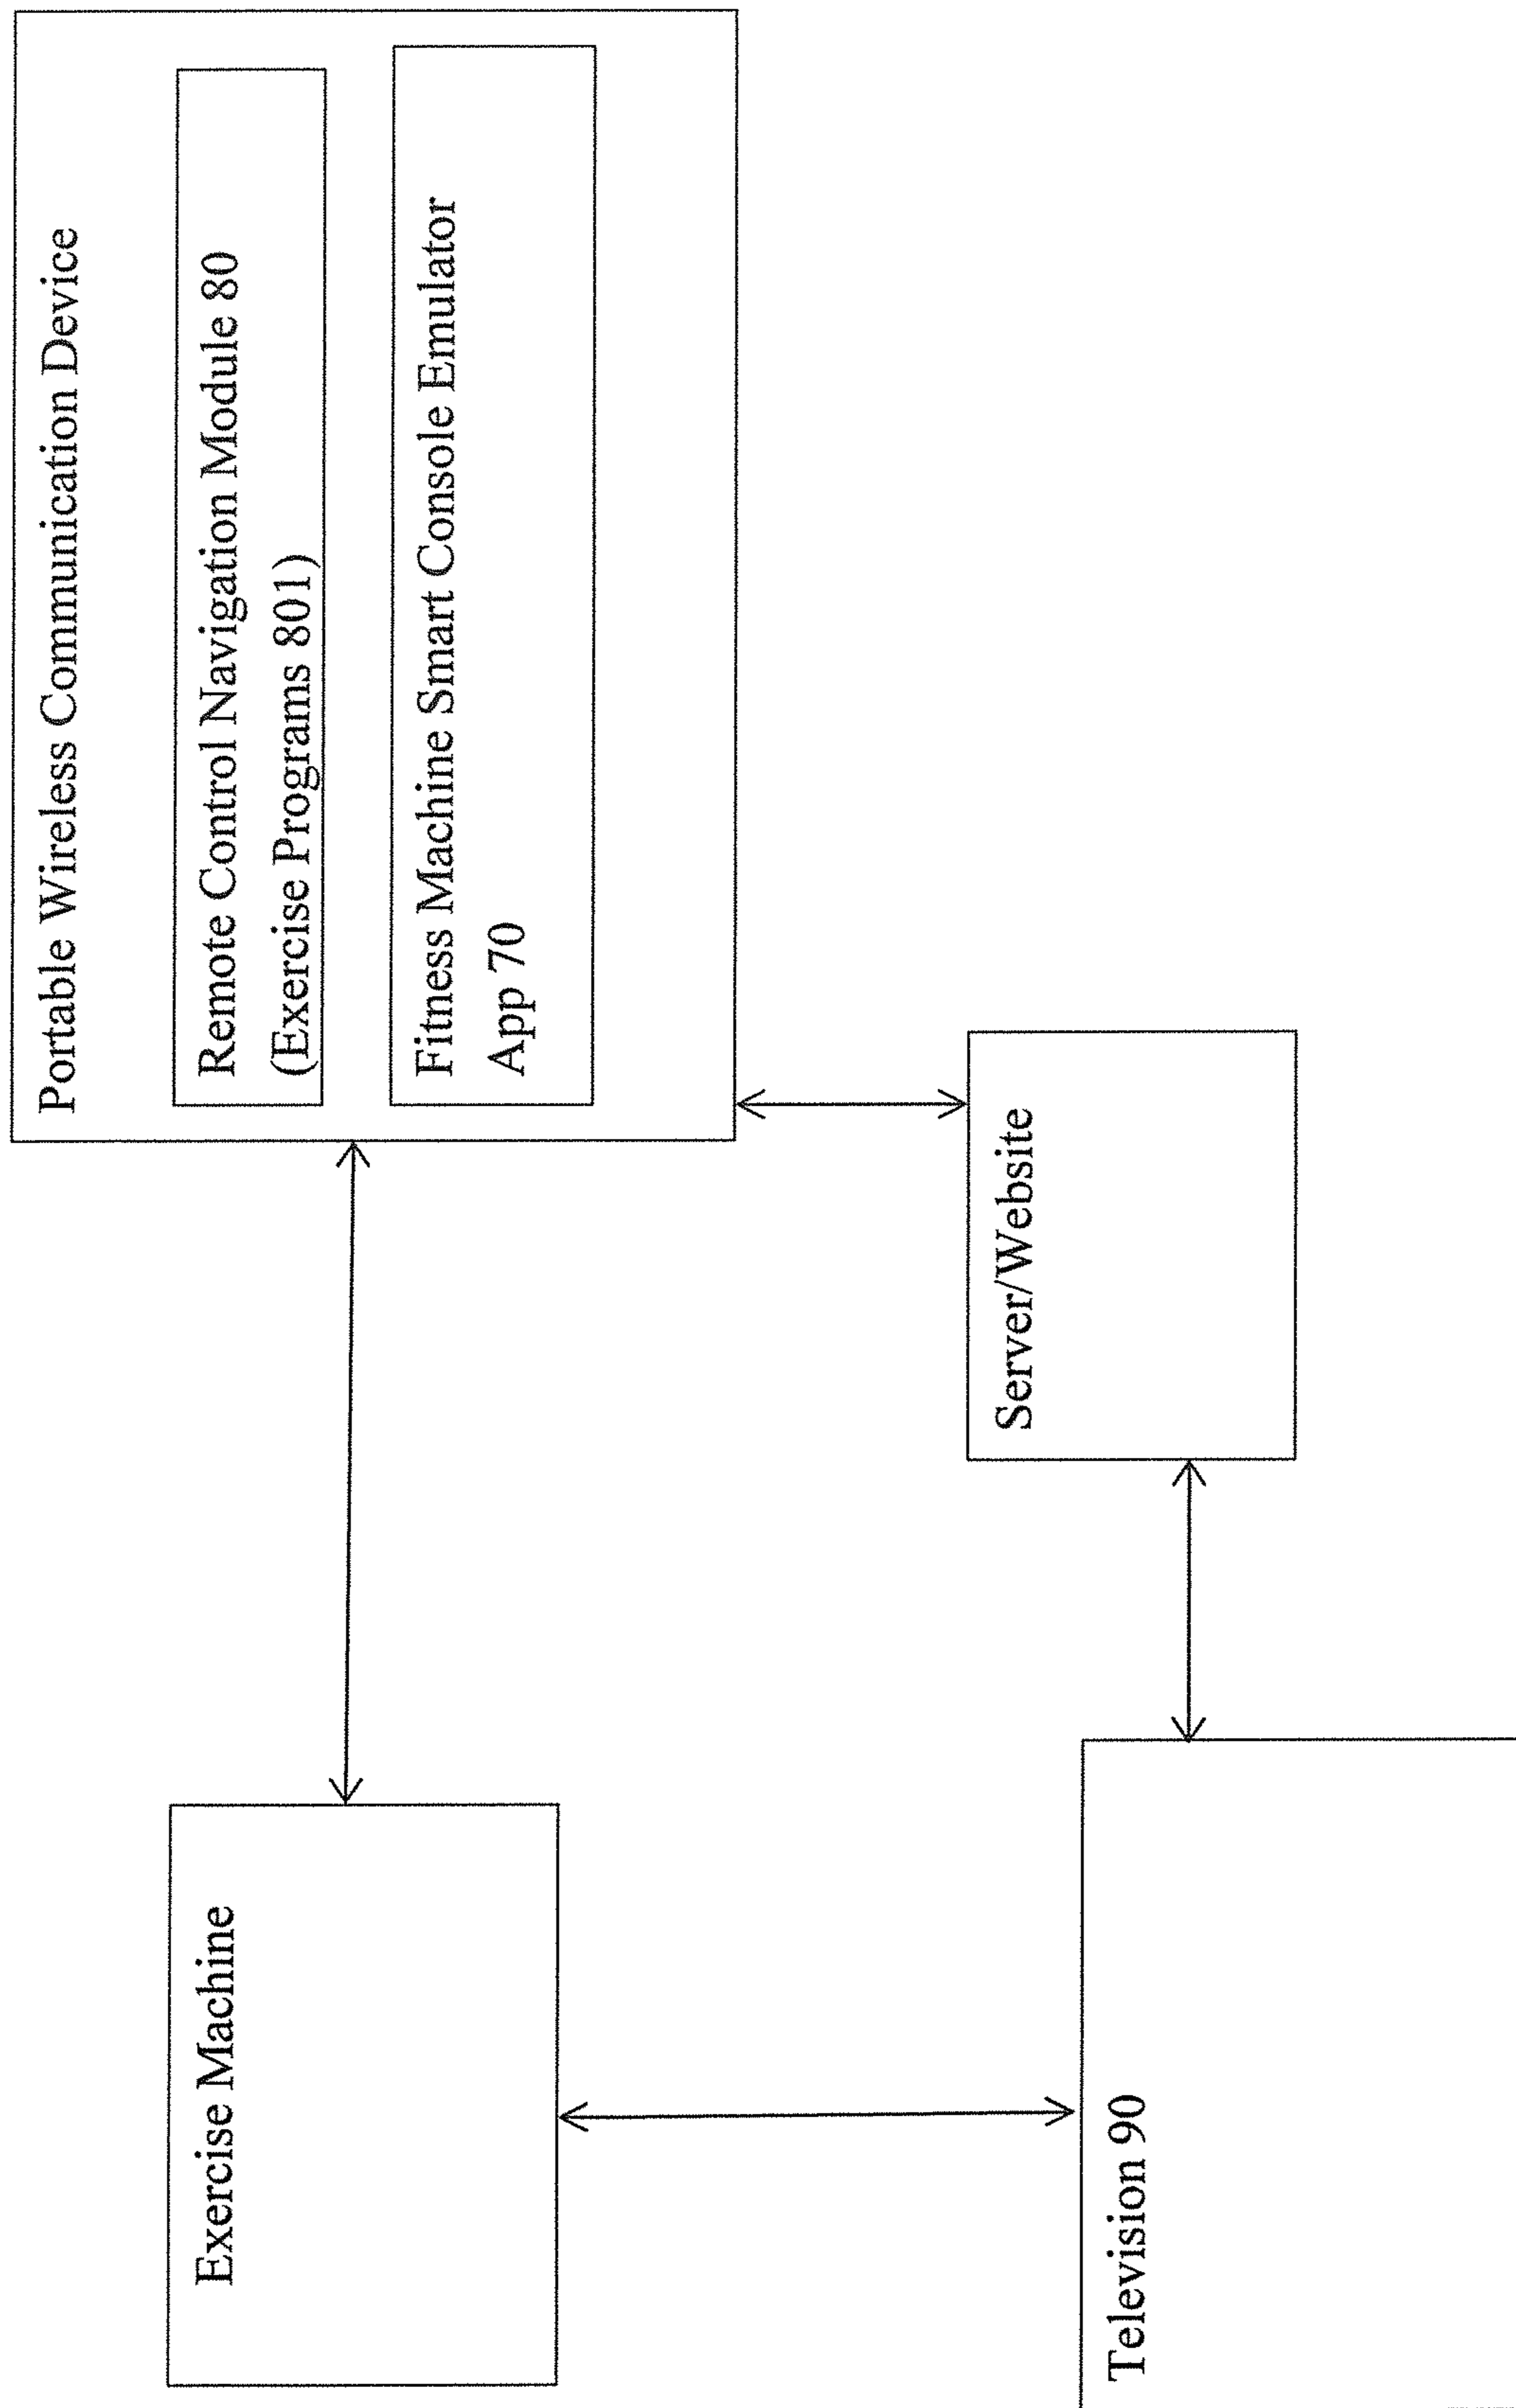 Portable Wireless Communication Device
Remote Control Navigation Module 80
(Exercise Programs 801)
Fitness Machine Smart Console Emulator
App 70
Exercise Machine
Server/Website
Television 90